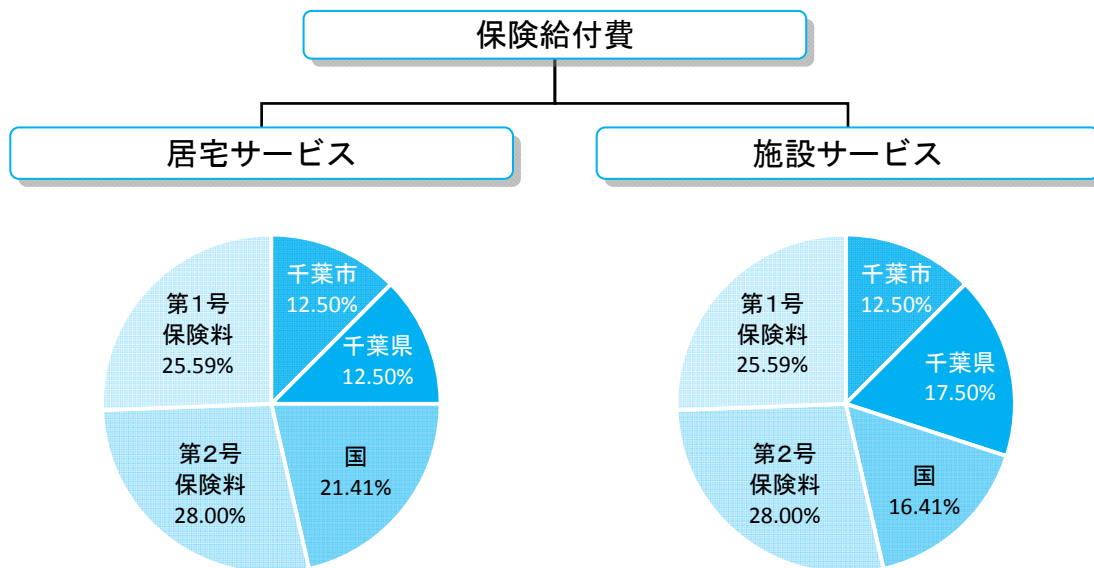 保険給付費
居宅サービス
施設サービス
千葉市
12.50%
千葉県
12.50%
国
21.41%
第2号
保険料
28.00%
第1号
保険料
25.59%
千葉市
12.50%
千葉県
17.50%
国
16.41%
第2号
保険料
28.00%
第1号
保険料
25.59%